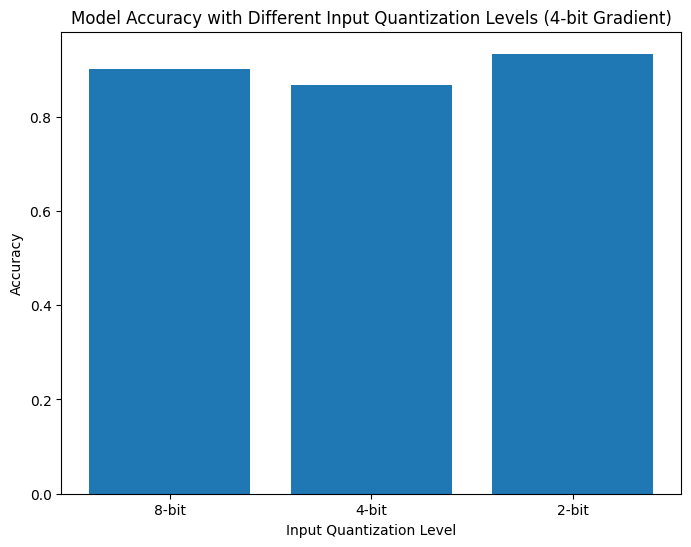 Model Accuracy with Different Input Quantization Levels (4-bit Gradient)
Accuracy
0.8
0.6
0.4
0.2
0.0
8-bit 4-bit 2-bit
Input Quantization Level